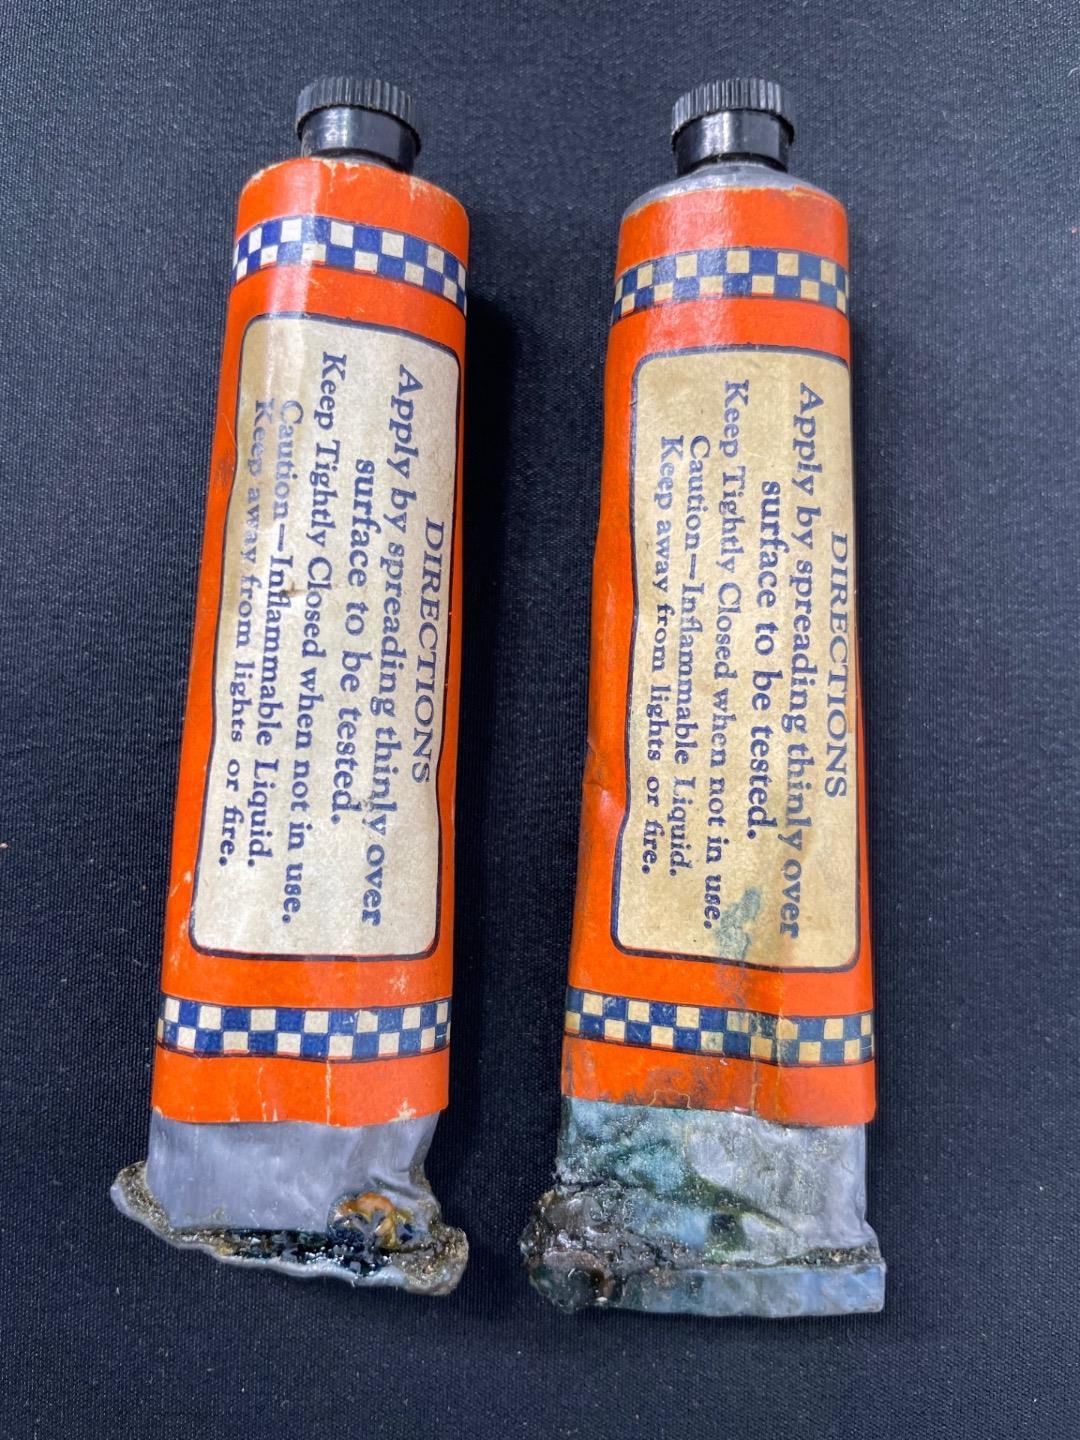 DIRECTIONS
Apply by spreading thinly over
surface to be tested.
Keep Tightly Closed when not in use.
Caution—Inflammable Liquid.
Keep away from lights or fire.
DIRECTIONS
Apply by spreading thinly over
surface to be tested.
Keep Tightly Closed when not in use.
Caution—Inflammable Liquid.
Keep away from lights or fire.